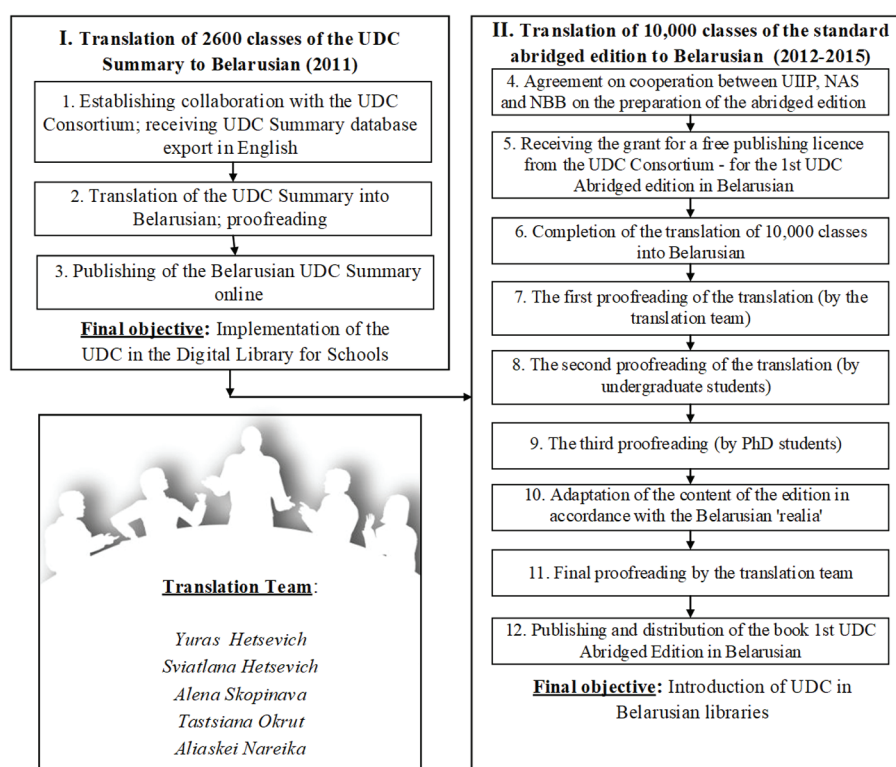 I. Translation of 2600 classes of the UDC
Summary to Belarusian (2011)
1. Establishing collaboration with the UDC
Consortium; receiving UDC Summary database
export in English
2. Translation of the UDC Summary into
Belarusian; proofreading
3. Publishing of the Belarusian UDC Summary
online
Final objective: Implementation of the
UDC in the Digital Library for Schools
Translation Team:
Yuras Hetsevich
Sviatlana Hetsevich
Alena Skopinava
Tastsiana Okrut
Aliaskei Nareika
II. Translation of 10,000 classes of the standard
abridged edition to Belarusian (2012-2015)
4. Agreement on cooperation between UIIP, NAS
and NBB on the preparation of the abridged edition
5. Receiving the grant for a free publishing licence
from the UDC Consortium - for the 1st UDC
Abridged edition in Belarusian
6. Completion of the translation of 10,000 classes
into Belarusian
7. The first proofreading of the translation (by the
translation team)
8. The second proofreading of the translation (by
undergraduate students)
9. The third proofreading (by PhD students)
10. Adaptation of the content of the edition in
accordance with the Belarusian 'realia'
11. Final proofreading by the translation team
12. Publishing and distribution of the book 1st UDC
Abridged Edition in Belarusian
Final objective: Introduction of UDC in
Belarusian libraries